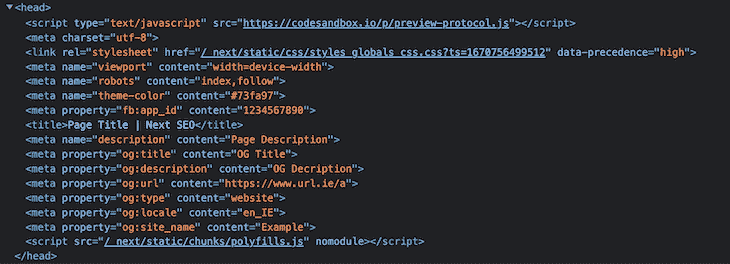 <head>
<script type="text/javascript" src="https://codesandbox.io/p/preview-protocol.js"></script>
<meta charset="utf-8">
<link rel="stylesheet" href="/_next/static/css/styles_globals_css.css?ts=1670756499512" data-precedence="high">
<meta name="viewport" content="width=device-width">
<meta name="robots" content="index,follow">
<meta name="theme-color" content="#73fa97">
<meta property="fb:app_id" content="1234567890">
<title>Page Title | Next SEO</title>
<meta name="description" content="Page Description">
<meta property="og:title" content="OG Title">
<meta property="og:description" content="OG Decription">
<meta property="og:url" content="https://www.url.ie/a">
<meta property="og:type" content="website">
<meta property="og:locale" content="en_IE">
<meta property="og:site_name" content="Example">
<script src="/_next/static/chunks/polyfills.js" nomodule></script>
</head>